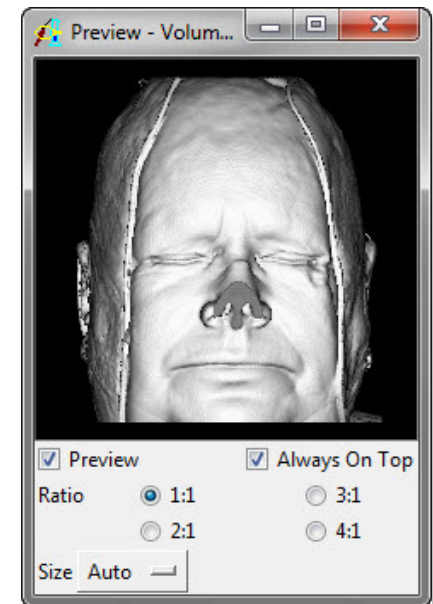 Preview - Volum...
Preview Always On Top
Ratio 1:1 3:1
2:1 4:1
Size Auto